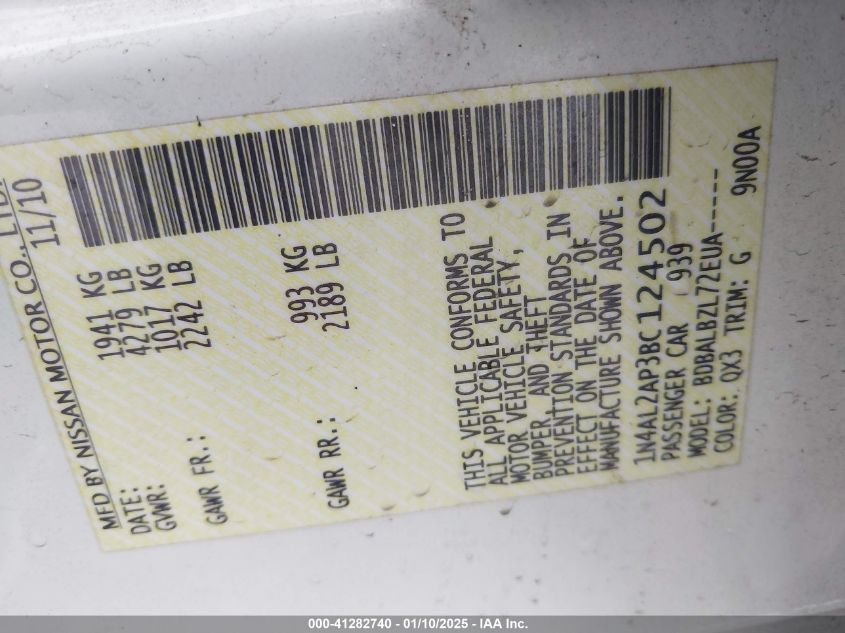 MFD BY NISSAN MOTOR CO., LTD.
DATE: 11/10
GVWR: 1941 KG
4279 LB
GAWR FR.: 1017 KG
2242 LB
GAWR RR.: 993 KG
2189 LB
THIS VEHICLE CONFORMS TO
ALL APPLICABLE FEDERAL
MOTOR VEHICLE SAFETY,
BUMPER, AND THEFT
PREVENTION STANDARDS IN
EFFECT ON THE DATE OF
MANUFACTURE SHOWN ABOVE.
1N4AL2AP3BC124502
PASSENGER CAR / 939
MODEL: BDBALBZL72EUA-----
COLOR: QX3 TRIM: G 9N00A
000-41282740 - 01/10/2025 - IAA Inc.